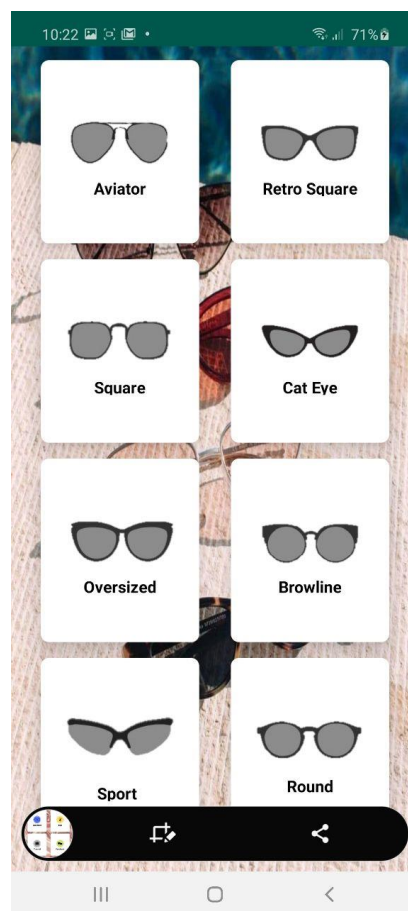 10:22 71%
Aviator
Retro Square
Square
Cat Eye
Oversized
Browline
Sport
Round